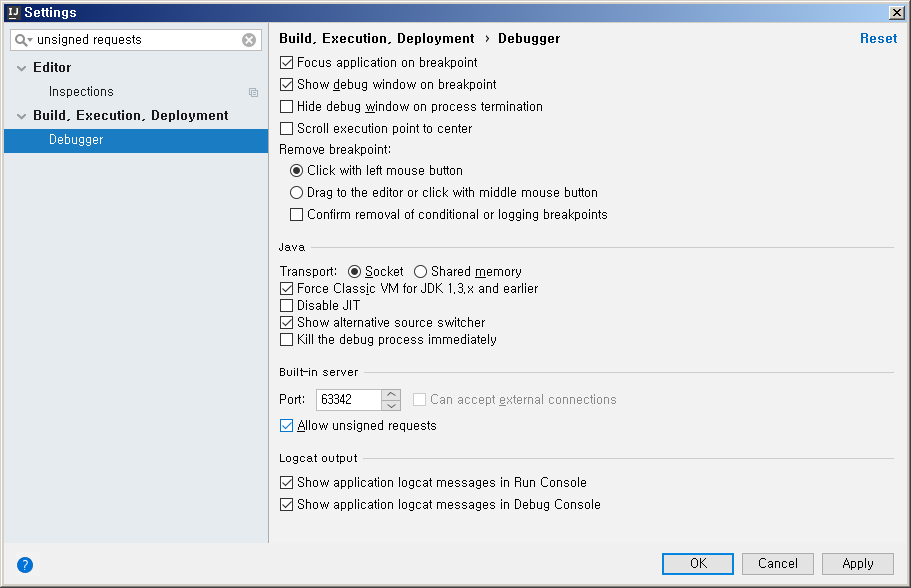 IJ Settings
unsigned requests
Editor
Inspections
Build, Execution, Deployment
Debugger
Build, Execution, Deployment › Debugger Reset
Focus application on breakpoint
Show debug window on breakpoint
Hide debug window on process termination
Scroll execution point to center
Remove breakpoint:
Click with left mouse button
Drag to the editor or click with middle mouse button
Confirm removal of conditional or logging breakpoints
Java
Transport: Socket Shared memory
Force Classic VM for JDK 1.3.x and earlier
Disable JIT
Show alternative source switcher
Kill the debug process immediately
Built-in server
Port: 63342 Can accept external connections
Allow unsigned requests
Logcat output
Show application logcat messages in Run Console
Show application logcat messages in Debug Console
? OK Cancel Apply